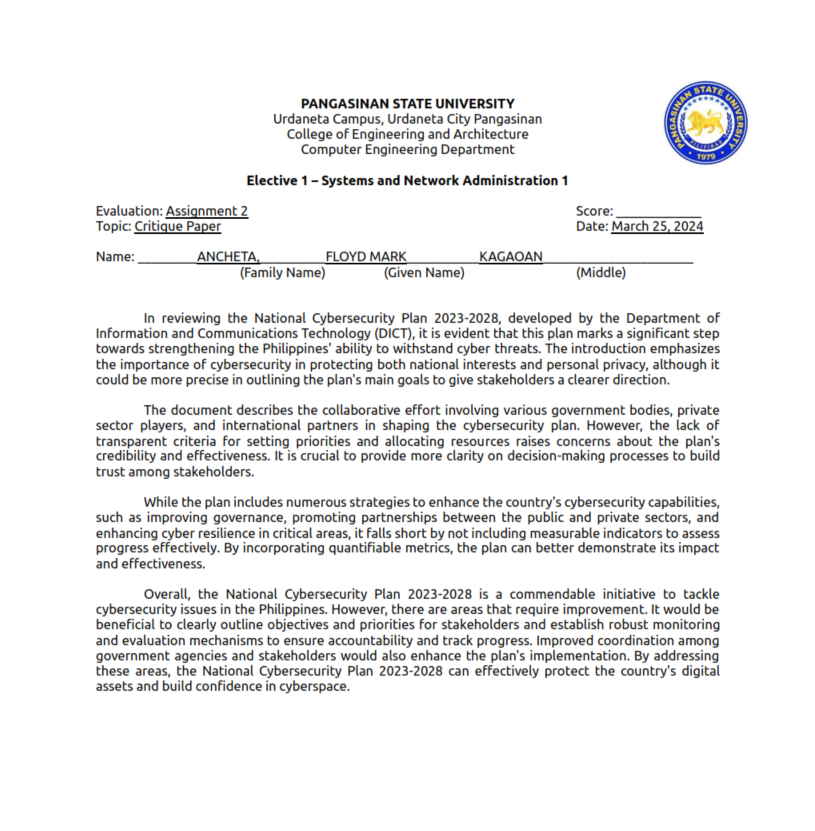 PANGASINAN STATE UNIVERSITY
Urdaneta Campus, Urdaneta City Pangasinan
College of Engineering and Architecture
Computer Engineering Department
PANGASINAN STATE UNIVERSITY
PILIPINAS
1979
Elective 1 – Systems and Network Administration 1
Evaluation: Assignment 2 Score: ____________
Topic: Critique Paper Date: March 25, 2024
Name: ________ANCHETA,_________FLOYD MARK__________KAGAOAN_____________________
(Family Name) (Given Name) (Middle)
In reviewing the National Cybersecurity Plan 2023-2028, developed by the Department of
Information and Communications Technology (DICT), it is evident that this plan marks a significant step
towards strengthening the Philippines' ability to withstand cyber threats. The introduction emphasizes
the importance of cybersecurity in protecting both national interests and personal privacy, although it
could be more precise in outlining the plan's main goals to give stakeholders a clearer direction.
The document describes the collaborative effort involving various government bodies, private
sector players, and international partners in shaping the cybersecurity plan. However, the lack of
transparent criteria for setting priorities and allocating resources raises concerns about the plan's
credibility and effectiveness. It is crucial to provide more clarity on decision-making processes to build
trust among stakeholders.
While the plan includes numerous strategies to enhance the country's cybersecurity capabilities,
such as improving governance, promoting partnerships between the public and private sectors, and
enhancing cyber resilience in critical areas, it falls short by not including measurable indicators to assess
progress effectively. By incorporating quantifiable metrics, the plan can better demonstrate its impact
and effectiveness.
Overall, the National Cybersecurity Plan 2023-2028 is a commendable initiative to tackle
cybersecurity issues in the Philippines. However, there are areas that require improvement. It would be
beneficial to clearly outline objectives and priorities for stakeholders and establish robust monitoring
and evaluation mechanisms to ensure accountability and track progress. Improved coordination among
government agencies and stakeholders would also enhance the plan's implementation. By addressing
these areas, the National Cybersecurity Plan 2023-2028 can effectively protect the country's digital
assets and build confidence in cyberspace.